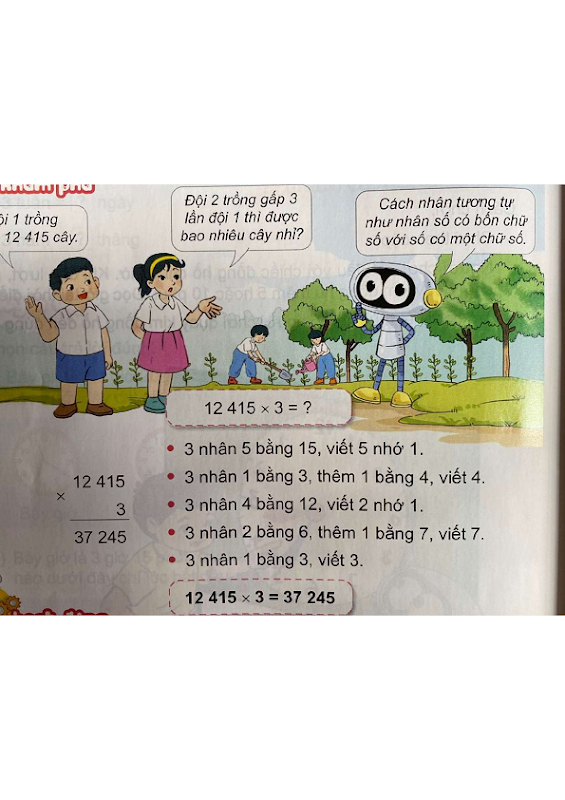 khám phá
ội 1 trồng
12 415 cây.
Đội 2 trồng gấp 3
lần đội 1 thì được
bao nhiêu cây nhỉ?
Cách nhân tương tự
như nhân số có bốn chữ
số với số có một chữ số.
12 415 × 3 = ?
12 415
×
3
37 245
• 3 nhân 5 bằng 15, viết 5 nhớ 1.
• 3 nhân 1 bằng 3, thêm 1 bằng 4, viết 4.
• 3 nhân 4 bằng 12, viết 2 nhớ 1.
• 3 nhân 2 bằng 6, thêm 1 bằng 7, viết 7.
• 3 nhân 1 bằng 3, viết 3.
12 415 × 3 = 37 245